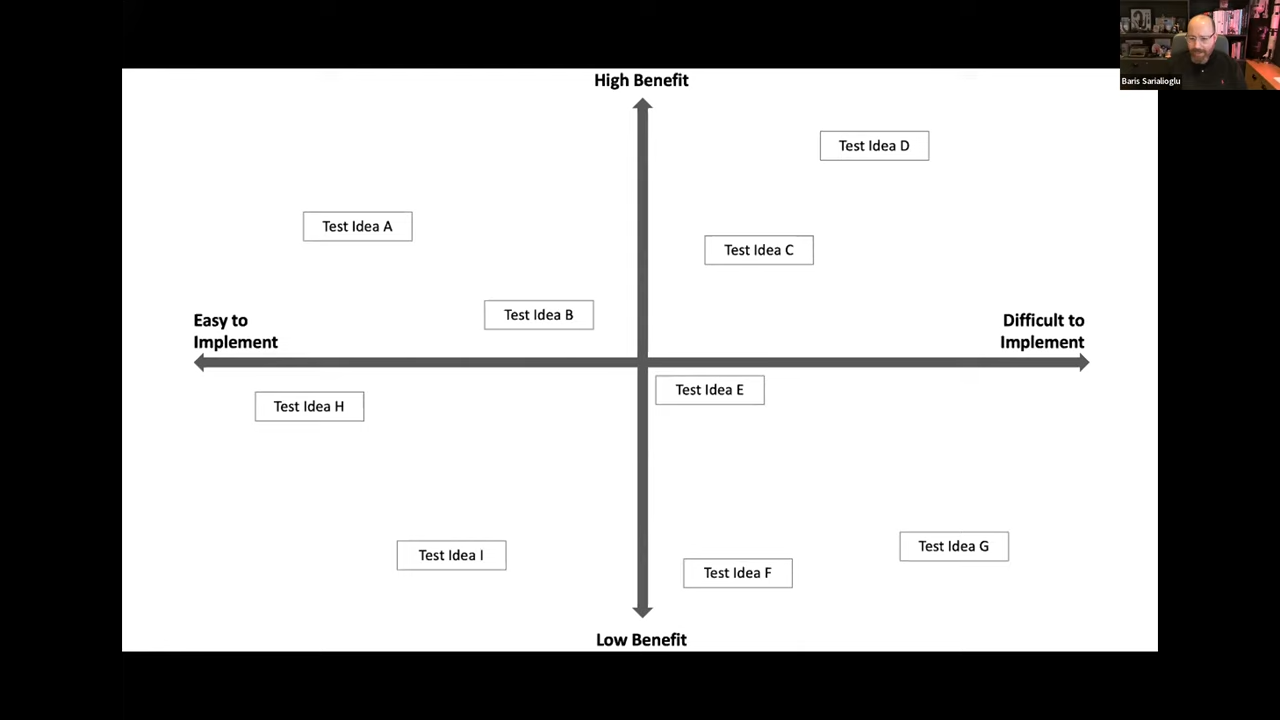 High Benefit
Baris Sarialioglu
Test Idea D
Test Idea A
Test Idea C
Test Idea B
Easy to
Implement
Difficult to
Implement
Test Idea E
Test Idea H
Test Idea G
Test Idea I
Test Idea F
Low Benefit